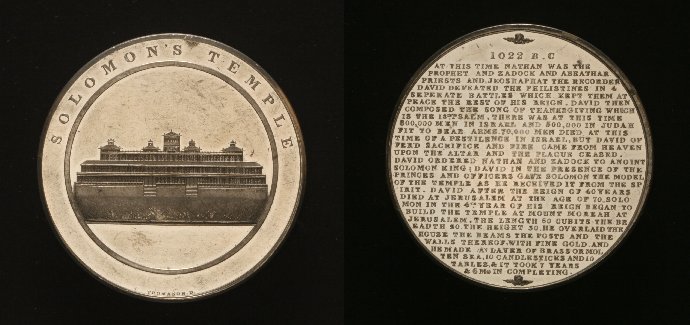 SOLOMON'S TEMPLE
THOMASON D.
1022 B.C
AT THIS TIME NATHAN WAS THE
PROPHET AND ZADOCK AND ABEATHAR
PRIESTS AND JEOSHAPHAT THE RECORDER
DAVID DEFEATED THE PHILISTINES IN 4
SEPERATE BATTLES WHICH KEPT THEM AT
PEACE THE REST OF HIS REIGN. DAVID THEN
COMPOSED THE SONG OF THANKSGIVING WHICH
IS THE 18TH PSALM. THERE WAS AT THIS TIME
800,000 MEN IN ISRAEL AND 500,000 IN JUDAH
FIT TO BEAR ARMS. 70,000 MEN DIED AT THIS
TIME OF A PESTILENCE IN ISRAEL, BUT DAVID OF
FERD SACRIFICE AND FIRE CAME FROM HEAVEN
UPON THE ALTAR AND THE PLAGUE CEASED.
DAVID ORDERED NATHAN AND ZADOCK TO ANOINT
SOLOMON KING; DAVID IN THE PRESENCE OF THE
PRINCES AND OFFICERS GAVE SOLOMON THE MODEL
OF THE TEMPLE AS HE RECEIVED IT FROM THE SP
IRIT. DAVID AFTER THE REIGN OF 40 YEARS
DIED AT JERUSALEM AT THE AGE OF 70. SOLO
MON IN THE 4TH YEAR OF HIS REIGN BEGAN TO
BUILD THE TEMPLE AT MOUNT MOREAH AT
JERUSALEM, THE LENGTH 60 CUBITS THE BR
EADTH 20. THE HEIGHT 30. HE OVERLAID THE
HOUSE THE BEAMS THE POSTS AND THE
WALLS THEREOF WITH FINE GOLD. AND
HE MADE A LAVER OF BRASS OR MOL
TEN SEA, 10 CANDLESTICKS AND 10
TABLES, & IT TOOK 7 YEARS
& 6 MO IN COMPLETING.